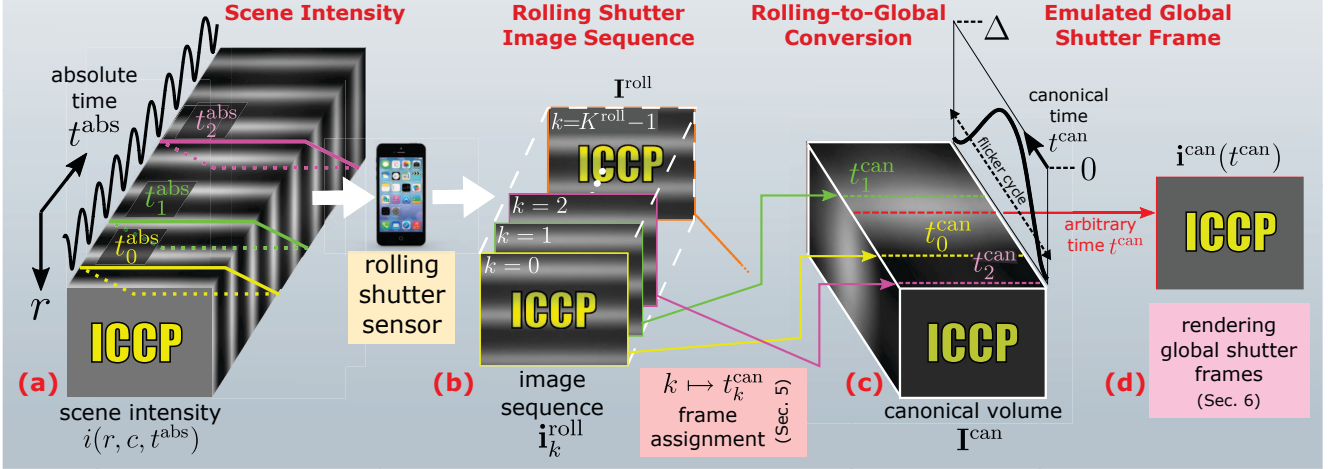 Scene Intensity
absolute
time
t^abs
t_2^abs
t_1^abs
t_0^abs
r
ICCP
(a)
scene intensity
i(r, c, t^abs)
rolling
shutter
sensor
Rolling Shutter
Image Sequence
I^roll
k=K^roll−1
ICCP
k = 2
k = 1
k = 0
ICCP
(b)
image
sequence
i_k^roll
k ↦ t_k^can
frame
assignment
(Sec. 5)
Rolling-to-Global
Conversion
Δ
canonical
time
t^can
0
flicker cycle
t_1^can
t_0^can
t_2^can
ICCP
(c)
canonical volume
I^can
arbitrary
time t^can
Emulated Global
Shutter Frame
i^can(t^can)
ICCP
(d)
rendering
global shutter
frames
(Sec. 6)